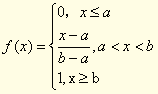 f(x) = { 0, x ≤ a
(x − a)/(b − a), a < x < b
1, x ≥ b